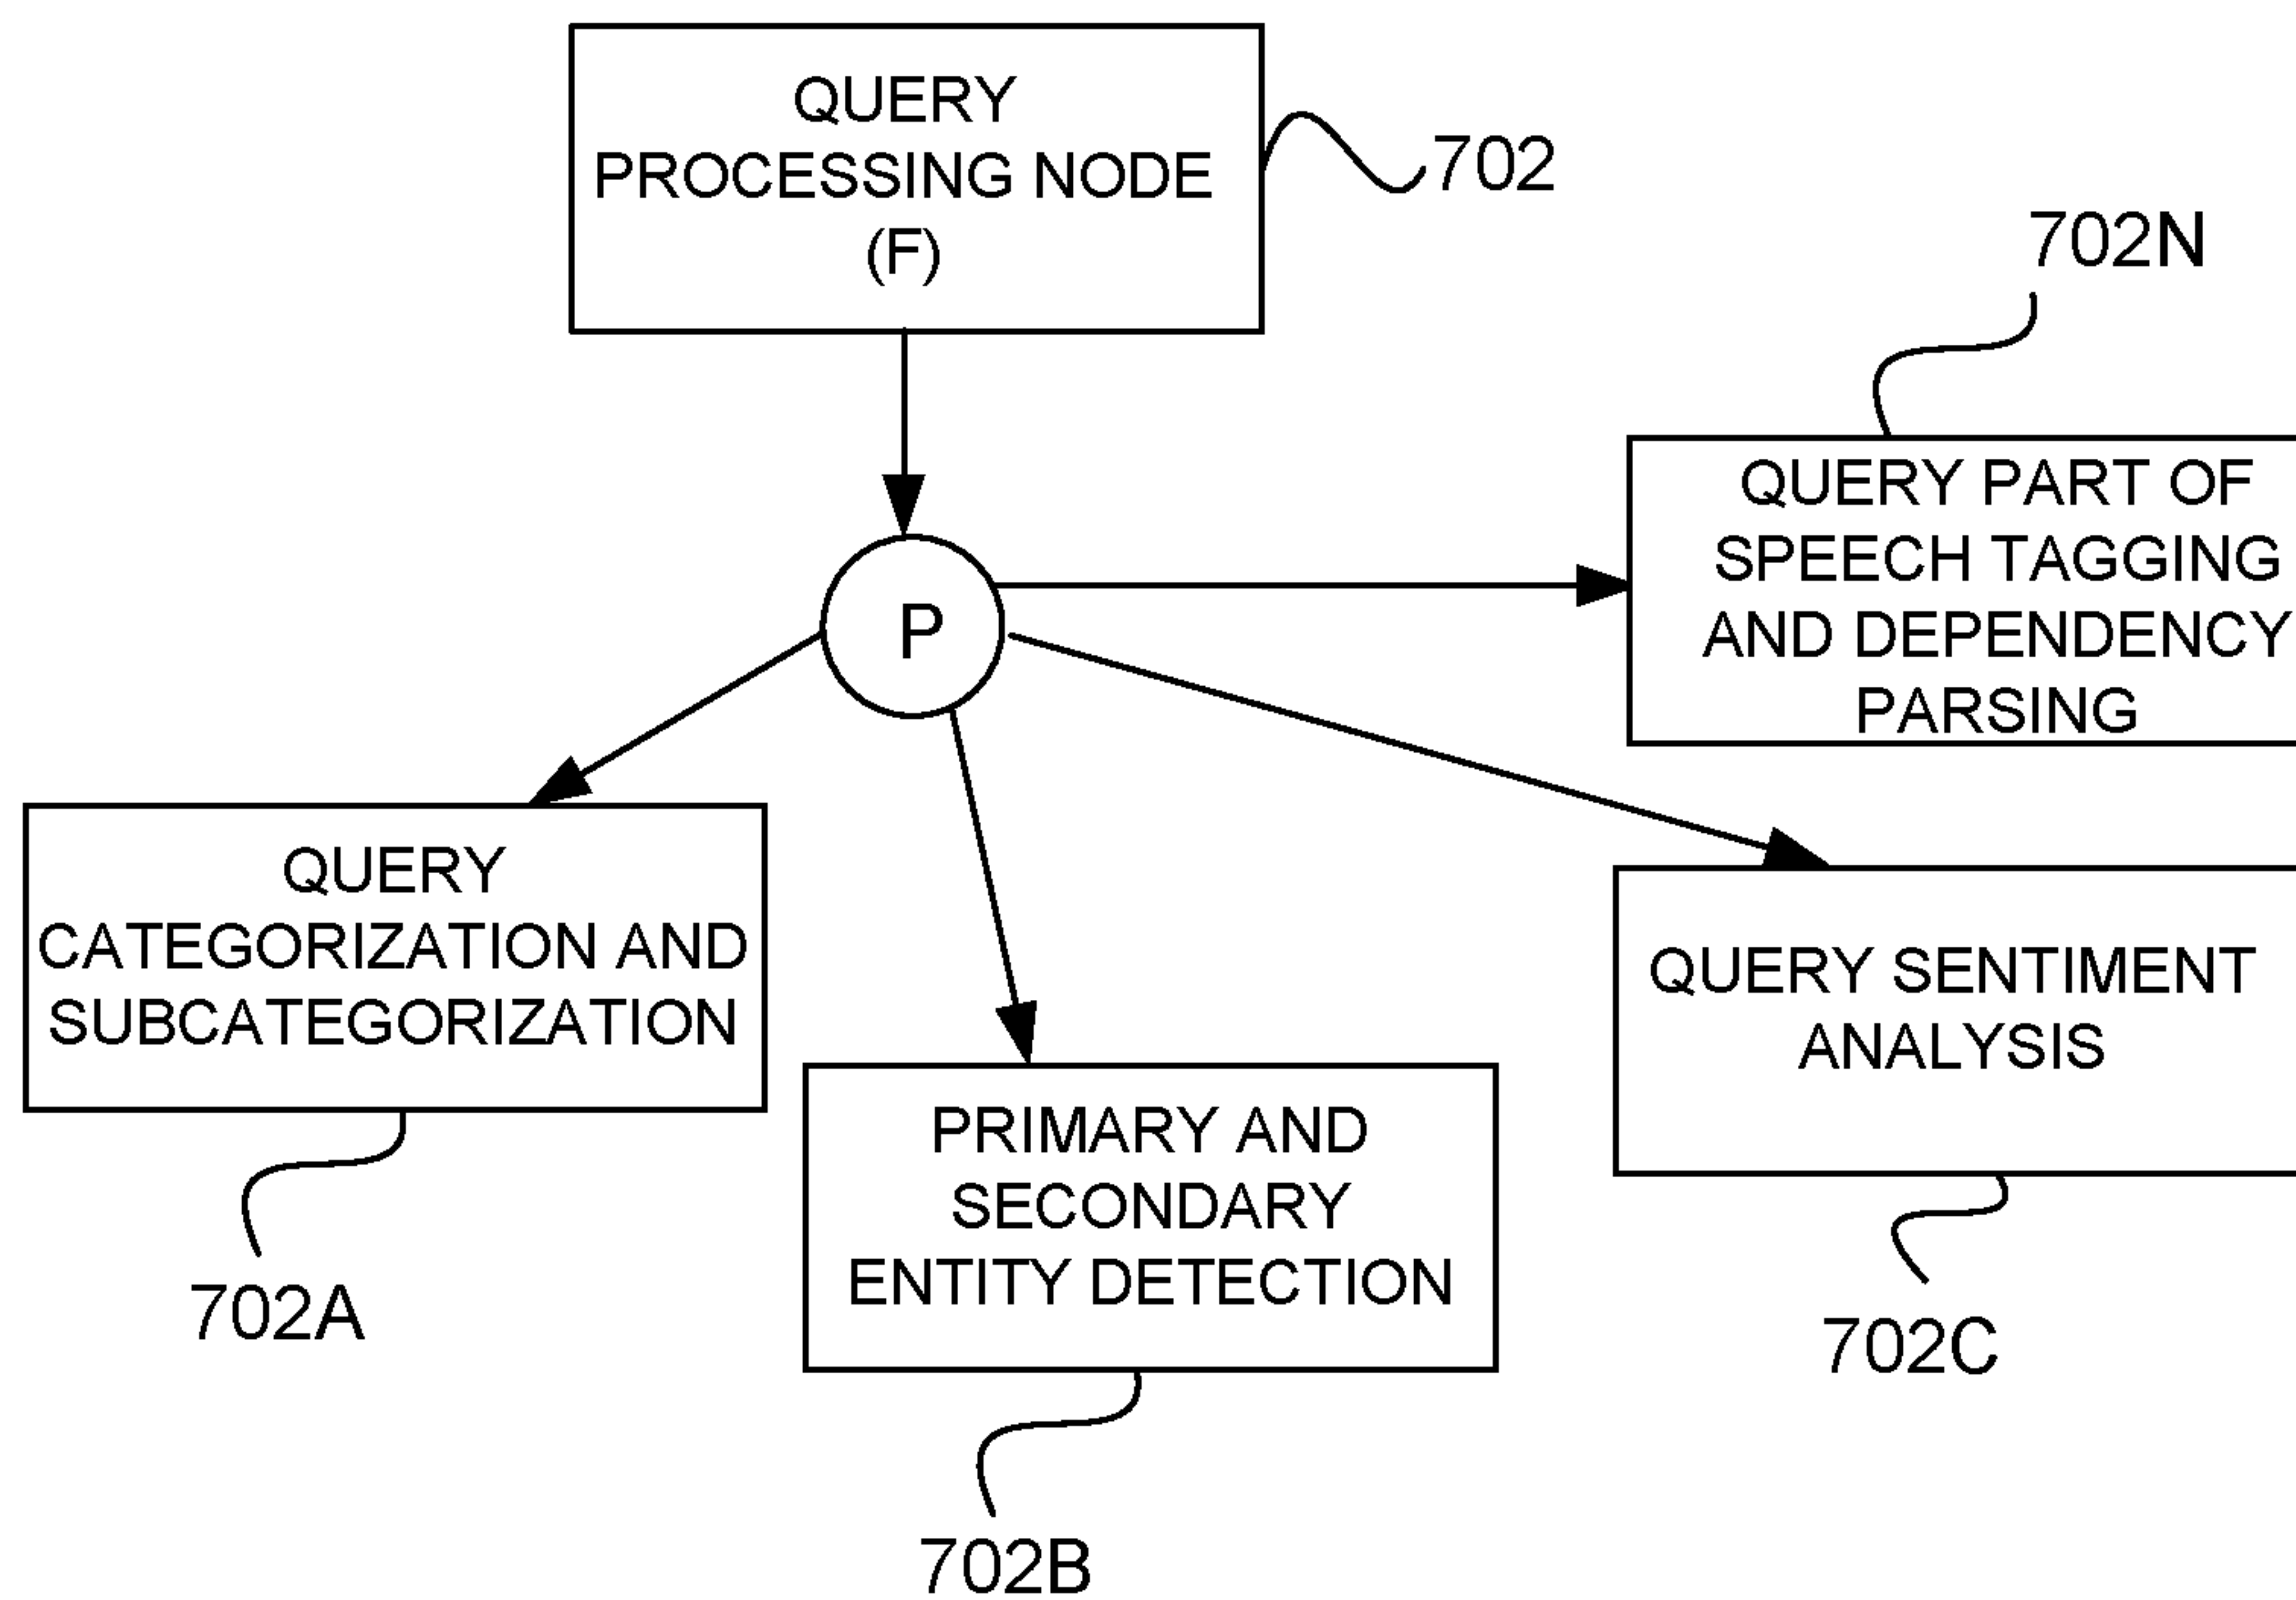 QUERY
PROCESSING NODE
(F)
702
702N
QUERY PART OF
SPEECH TAGGING
AND DEPENDENCY
PARSING
P
QUERY
CATEGORIZATION AND
SUBCATEGORIZATION
702A
PRIMARY AND
SECONDARY
ENTITY DETECTION
702B
QUERY SENTIMENT
ANALYSIS
702C